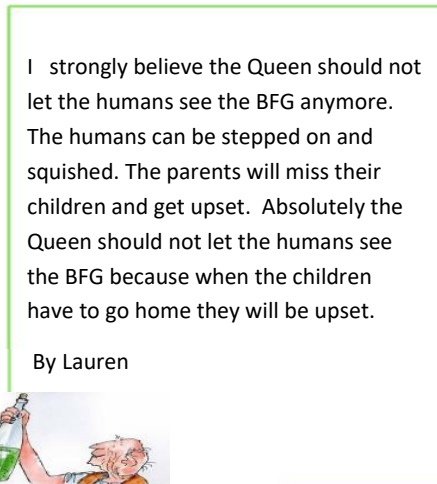 I strongly believe the Queen should not
let the humans see the BFG anymore.
The humans can be stepped on and
squished. The parents will miss their
children and get upset. Absolutely the
Queen should not let the humans see
the BFG because when the children
have to go home they will be upset.
By Lauren